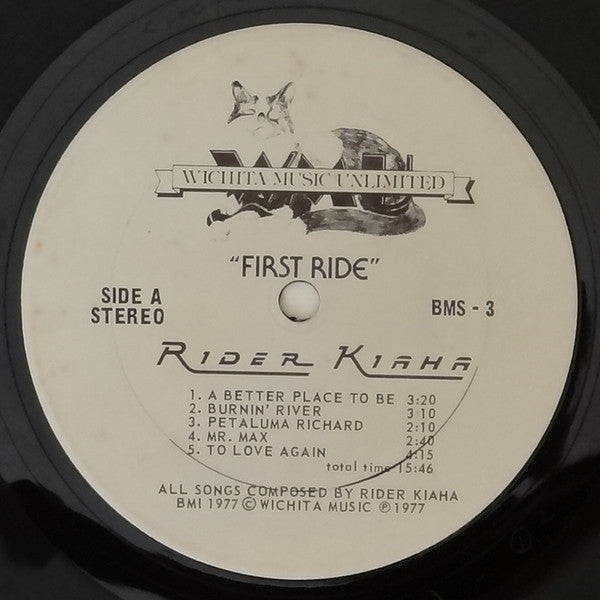 WMU
WICHITA MUSIC UNLIMITED
"FIRST RIDE"
SIDE A
STEREO
BMS - 3
RIDER KIAHA
1. A BETTER PLACE TO BE 3:20
2. BURNIN' RIVER 3 10
3. PETALUMA RICHARD 2:10
4. MR. MAX 2:40
5. TO LOVE AGAIN 4:15
total time 15:46
ALL SONGS COMPOSED BY RIDER KIAHA
BMI 1977 © WICHITA MUSIC ℗ 1977